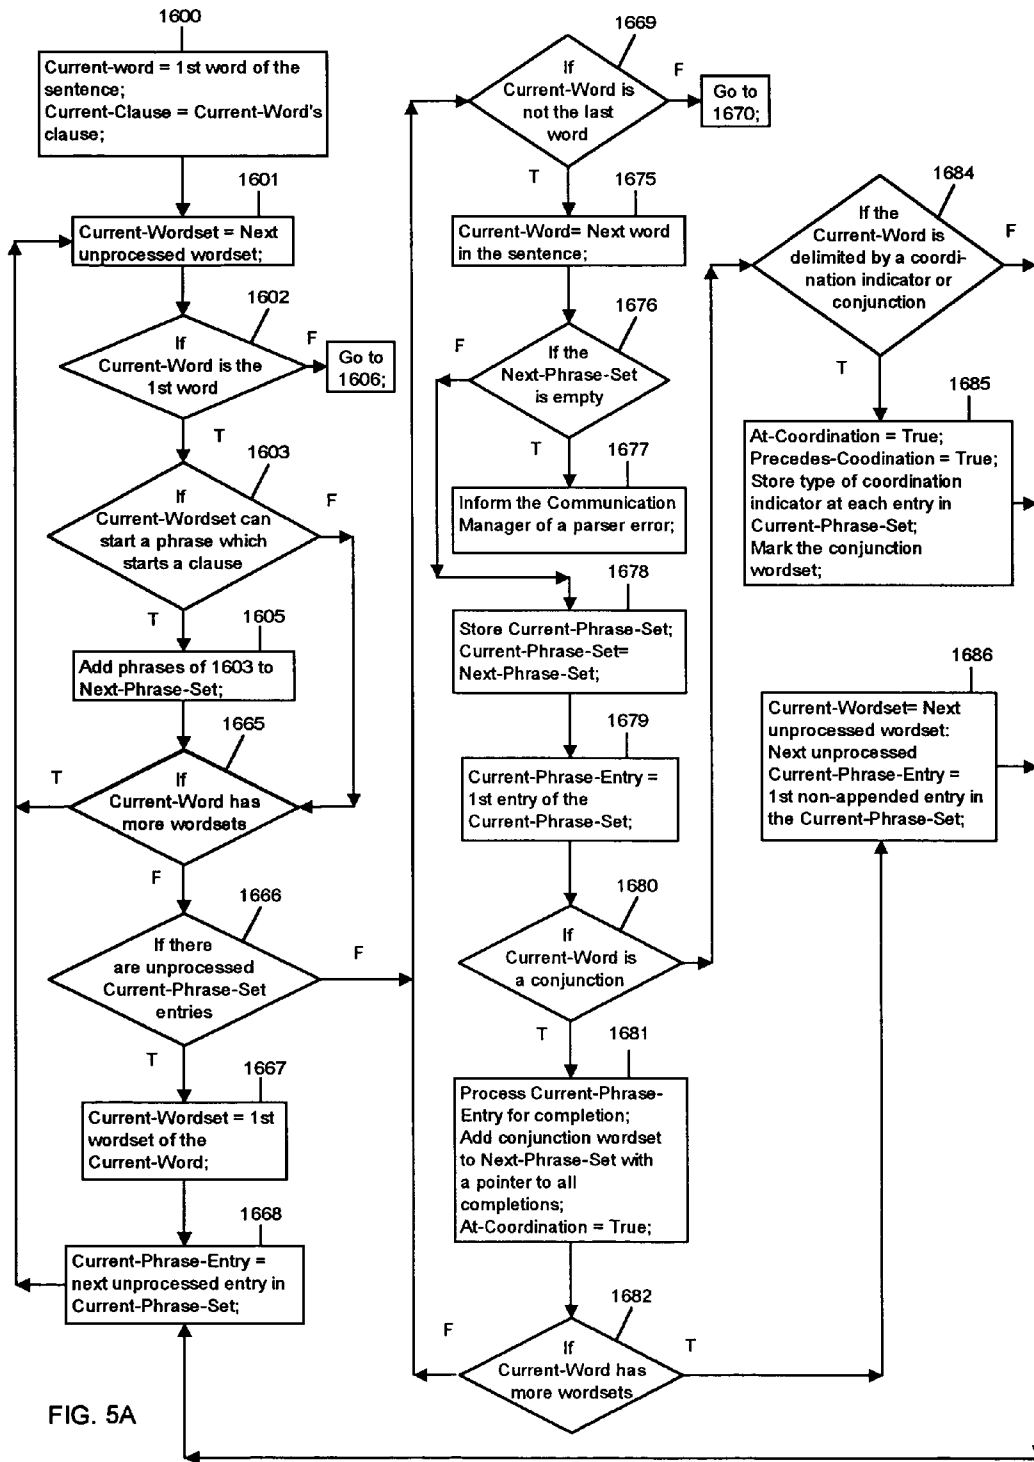 1600
Current-word = 1st word of the
sentence;
Current-Clause = Current-Word's
clause;
1601
Current-Wordset = Next
unprocessed wordset;
1602
If
Current-Word is the
1st word
F
Go to
1606;
T
1603
If
Current-Wordset can
start a phrase which
starts a clause
F
T
1605
Add phrases of 1603 to
Next-Phrase-Set;
1665
T
If
Current-Word has
more wordsets
F
1666
If there
are unprocessed
Current-Phrase-Set
entries
F
T
1667
Current-Wordset = 1st
wordset of the
Current-Word;
1668
Current-Phrase-Entry =
next unprocessed entry in
Current-Phrase-Set;
FIG. 5A
1669
If
Current-Word is
not the last
word
F
Go to
1670;
T
1675
Current-Word= Next word
in the sentence;
1676
F
If the
Next-Phrase-Set
is empty
T
1677
Inform the Communication
Manager of a parser error;
1678
Store Current-Phrase-Set;
Current-Phrase-Set=
Next-Phrase-Set;
1679
Current-Phrase-Entry =
1st entry of the
Current-Phrase-Set;
1680
If
Current-Word is
a conjunction
T
1681
Process Current-Phrase-
Entry for completion;
Add conjunction wordset
to Next-Phrase-Set with
a pointer to all
completions;
At-Coordination = True;
1682
F
If
Current-Word has
more wordsets
T
1684
If the
Current-Word is
delimited by a coordi-
nation indicator or
conjunction
F
T
1685
At-Coordination = True;
Precedes-Coodination = True;
Store type of coordination
indicator at each entry in
Current-Phrase-Set;
Mark the conjunction
wordset;
1686
Current-Wordset= Next
unprocessed wordset:
Next unprocessed
Current-Phrase-Entry =
1st non-appended entry in
the Current-Phrase-Set;